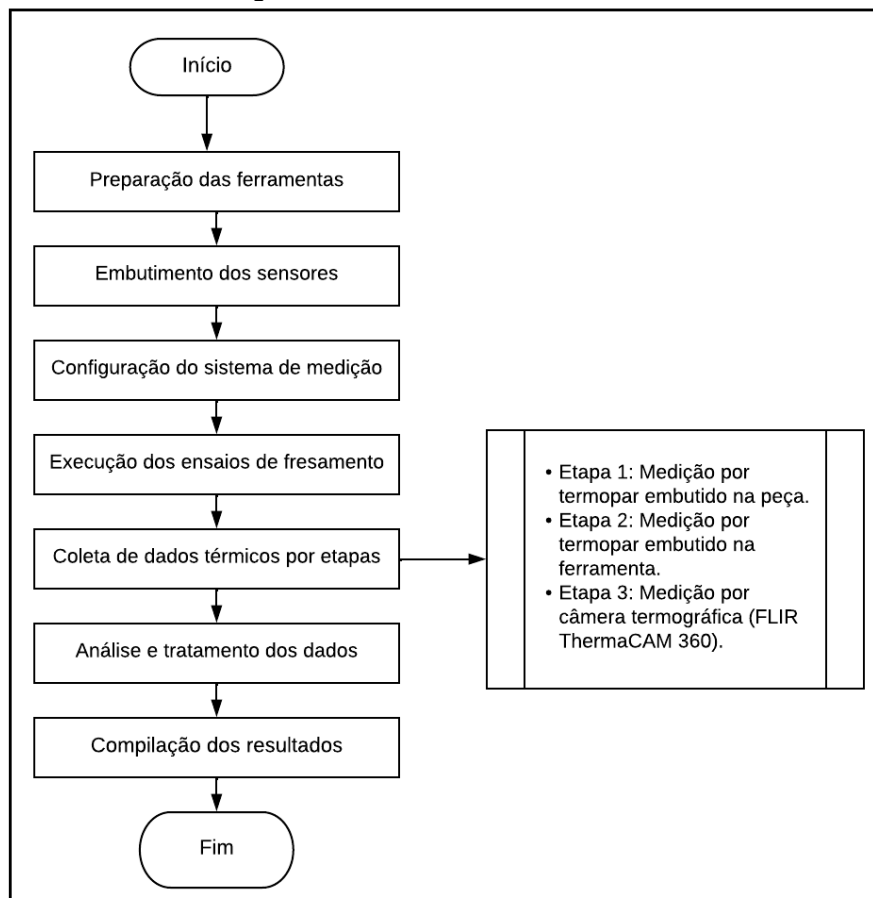 Início
Preparação das ferramentas
Embutimento dos sensores
Configuração do sistema de medição
Execução dos ensaios de fresamento
Coleta de dados térmicos por etapas
• Etapa 1: Medição por
termopar embutido na peça.
• Etapa 2: Medição por
termopar embutido na
ferramenta.
• Etapa 3: Medição por
câmera termográfica (FLIR
ThermaCAM 360).
Análise e tratamento dos dados
Compilação dos resultados
Fim